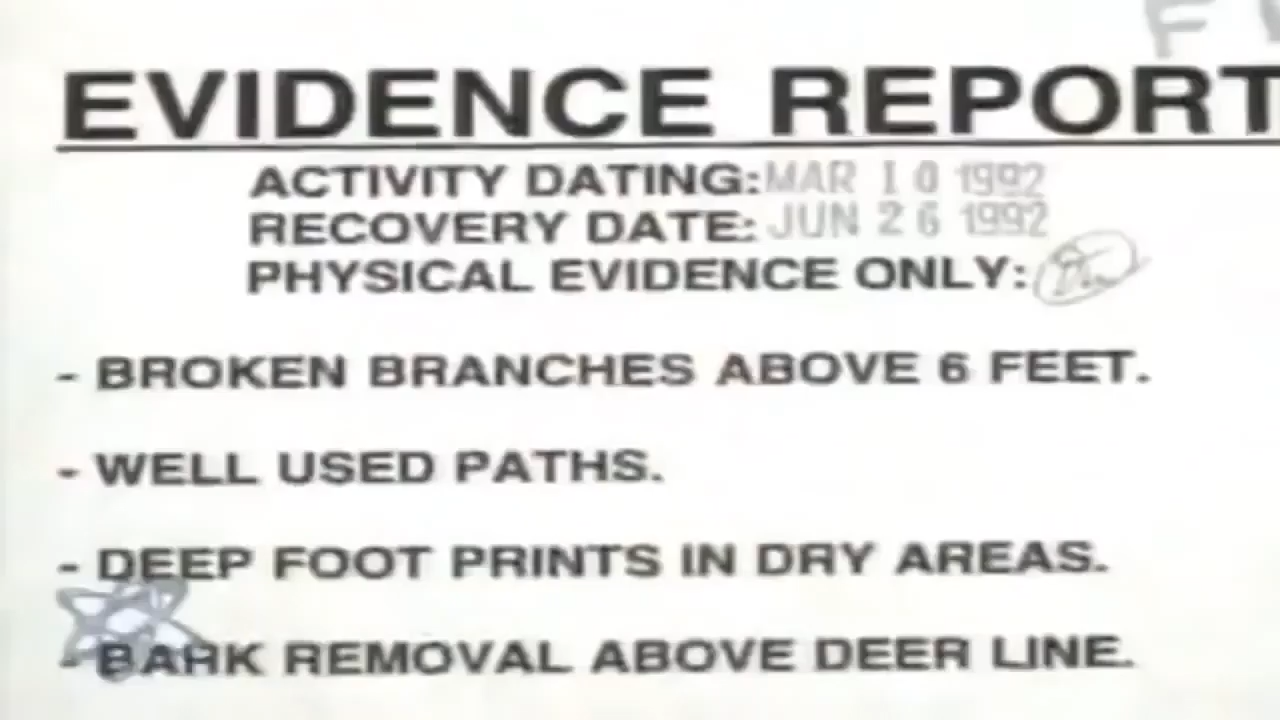 EVIDENCE REPORT
ACTIVITY DATING: MAR 10 1992
RECOVERY DATE: JUN 26 1992
PHYSICAL EVIDENCE ONLY:
- BROKEN BRANCHES ABOVE 6 FEET.
- WELL USED PATHS.
- DEEP FOOT PRINTS IN DRY AREAS.
- BARK REMOVAL ABOVE DEER LINE.